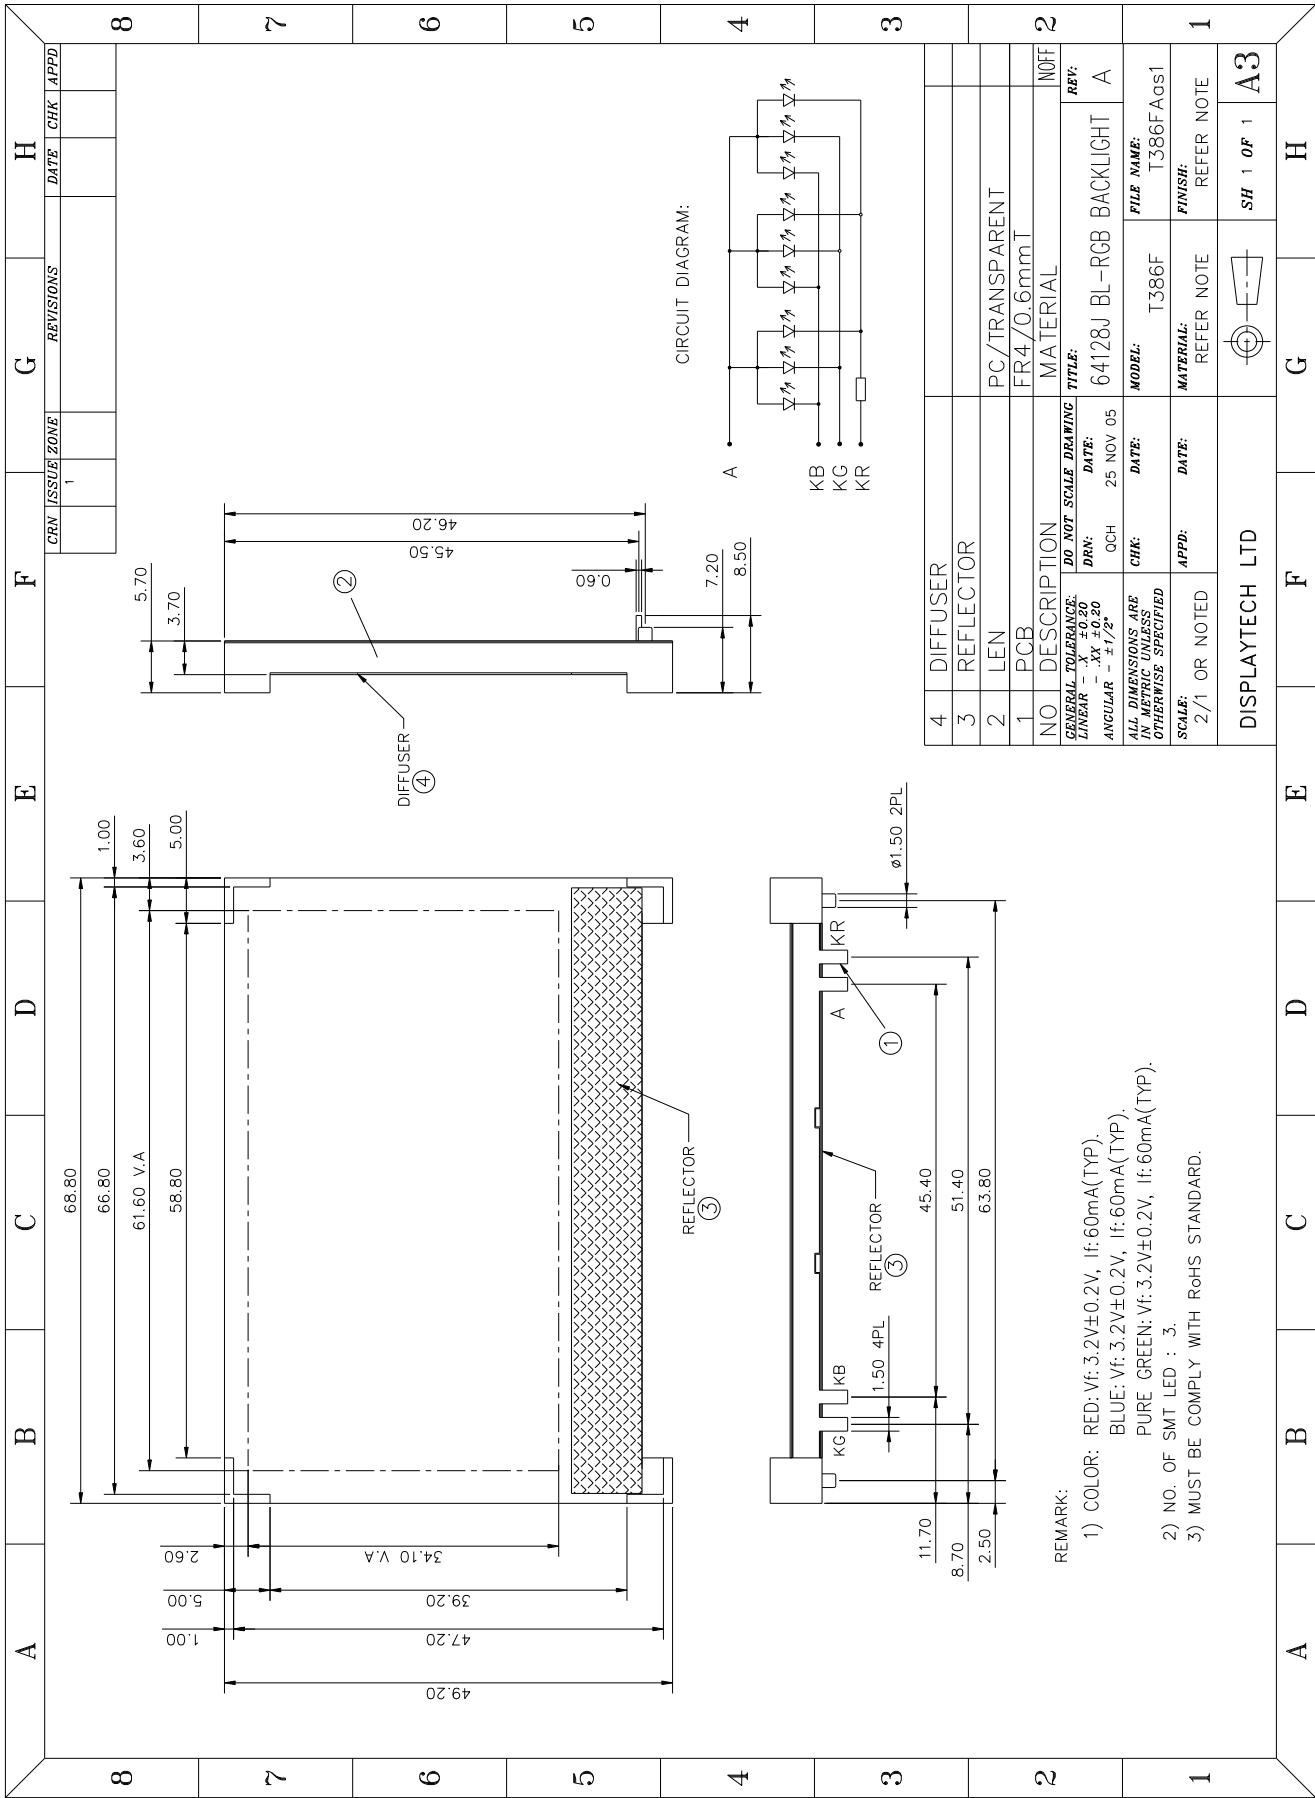 H G F E D C B A
8 7 6 5 4 3 2 1
CRN ISSUE ZONE REVISIONS DATE CHK APPD
1
68.80
66.80
61.60 V.A
58.80
1.00
3.60
5.00
2.60
34.10 V.A
5.00
39.20
1.00
47.20
49.20
REFLECTOR
3
5.70
3.70
2
DIFFUSER
4
45.50
46.20
0.60
7.20
8.50
CIRCUIT DIAGRAM:
A
KB
KG
KR
KG
KB
A
KR
1.50 4PL
ø1.50 2PL
REFLECTOR
3
1
11.70
45.40
8.70
51.40
2.50
63.80
REMARK:
1) COLOR: RED: Vf: 3.2V±0.2V, If: 60mA(TYP).
BLUE: Vf: 3.2V±0.2V, If: 60mA(TYP).
PURE GREEN: Vf: 3.2V±0.2V, If: 60mA(TYP).
2) NO. OF SMT LED : 3.
3) MUST BE COMPLY WITH RoHS STANDARD.
4 DIFFUSER
3 REFLECTOR
2 LEN PC/TRANSPARENT
1 PCB FR4/0.6mmT
NO DESCRIPTION MATERIAL NOFF
GENERAL TOLERANCE:
LINEAR - .X ±0.20
- .XX ±0.20
ANGULAR - ±1/2°
DO NOT SCALE DRAWING
DRN: DATE:
QCH 25 NOV 05
TITLE:
64128J BL-RGB BACKLIGHT
REV:
A
ALL DIMENSIONS ARE
IN METRIC UNLESS
OTHERWISE SPECIFIED
CHK: DATE:
MODEL:
T386F
FILE NAME:
T386FAas1
SCALE:
2/1 OR NOTED
APPD: DATE:
MATERIAL:
REFER NOTE
FINISH:
REFER NOTE
DISPLAYTECH LTD
SH 1 OF 1
A3
8 7 6 5 4 3 2 1
H G F E D C B A